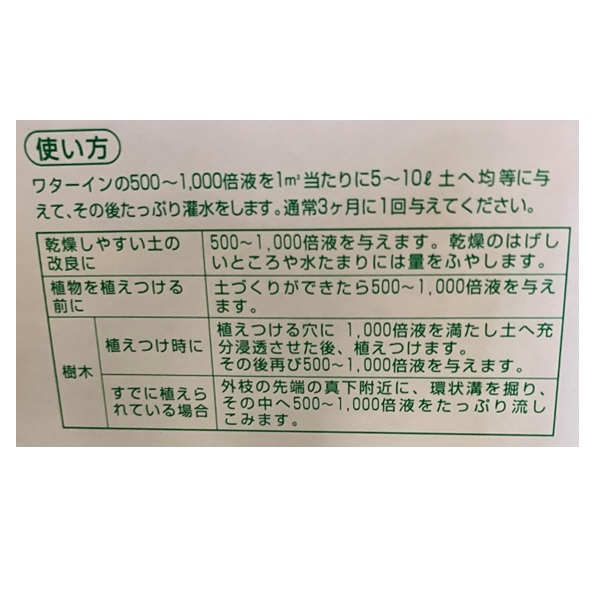 使い方
ワターインの500～1,000倍液を1㎡当たりに5～10ℓ土へ均等に与
えて、その後たっぷり灌水をします。通常3ヶ月に1回与えてください。
乾燥しやすい土の
改良に
500～1,000倍液を与えます。乾燥のはげし
いところや水たまりには量をふやします。
植物を植えつける
前に
土づくりができたら500～1,000倍液を与え
ます。
樹木
植えつけ時に
植えつける穴に 1,000倍液を満たし土へ充
分浸透させた後、植えつけます。
その後再び500～1,000倍液を与えます。
すでに植えら
れている場合
外枝の先端の真下附近に、環状溝を掘り、
その中へ500～1,000倍液をたっぷり流し
こみます。